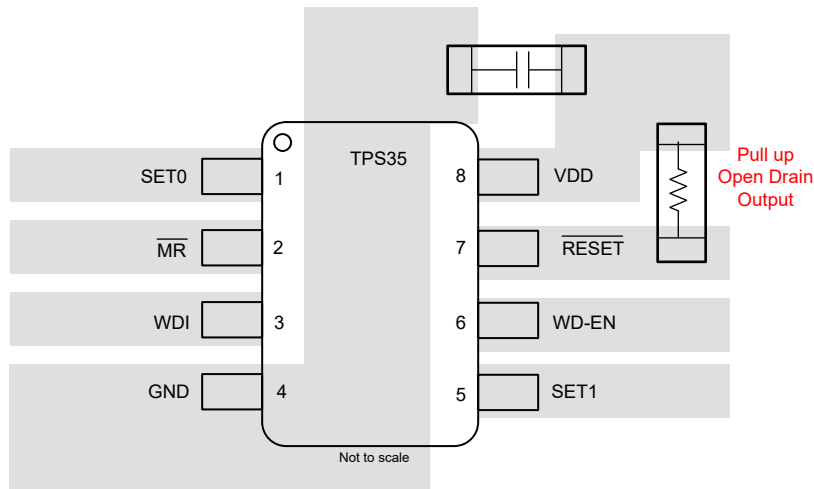 TPS35
SET0 1 8 VDD
Pull up
Open Drain
Output
MR 2 7 RESET
WDI 3 6 WD-EN
GND 4 5 SET1
Not to scale